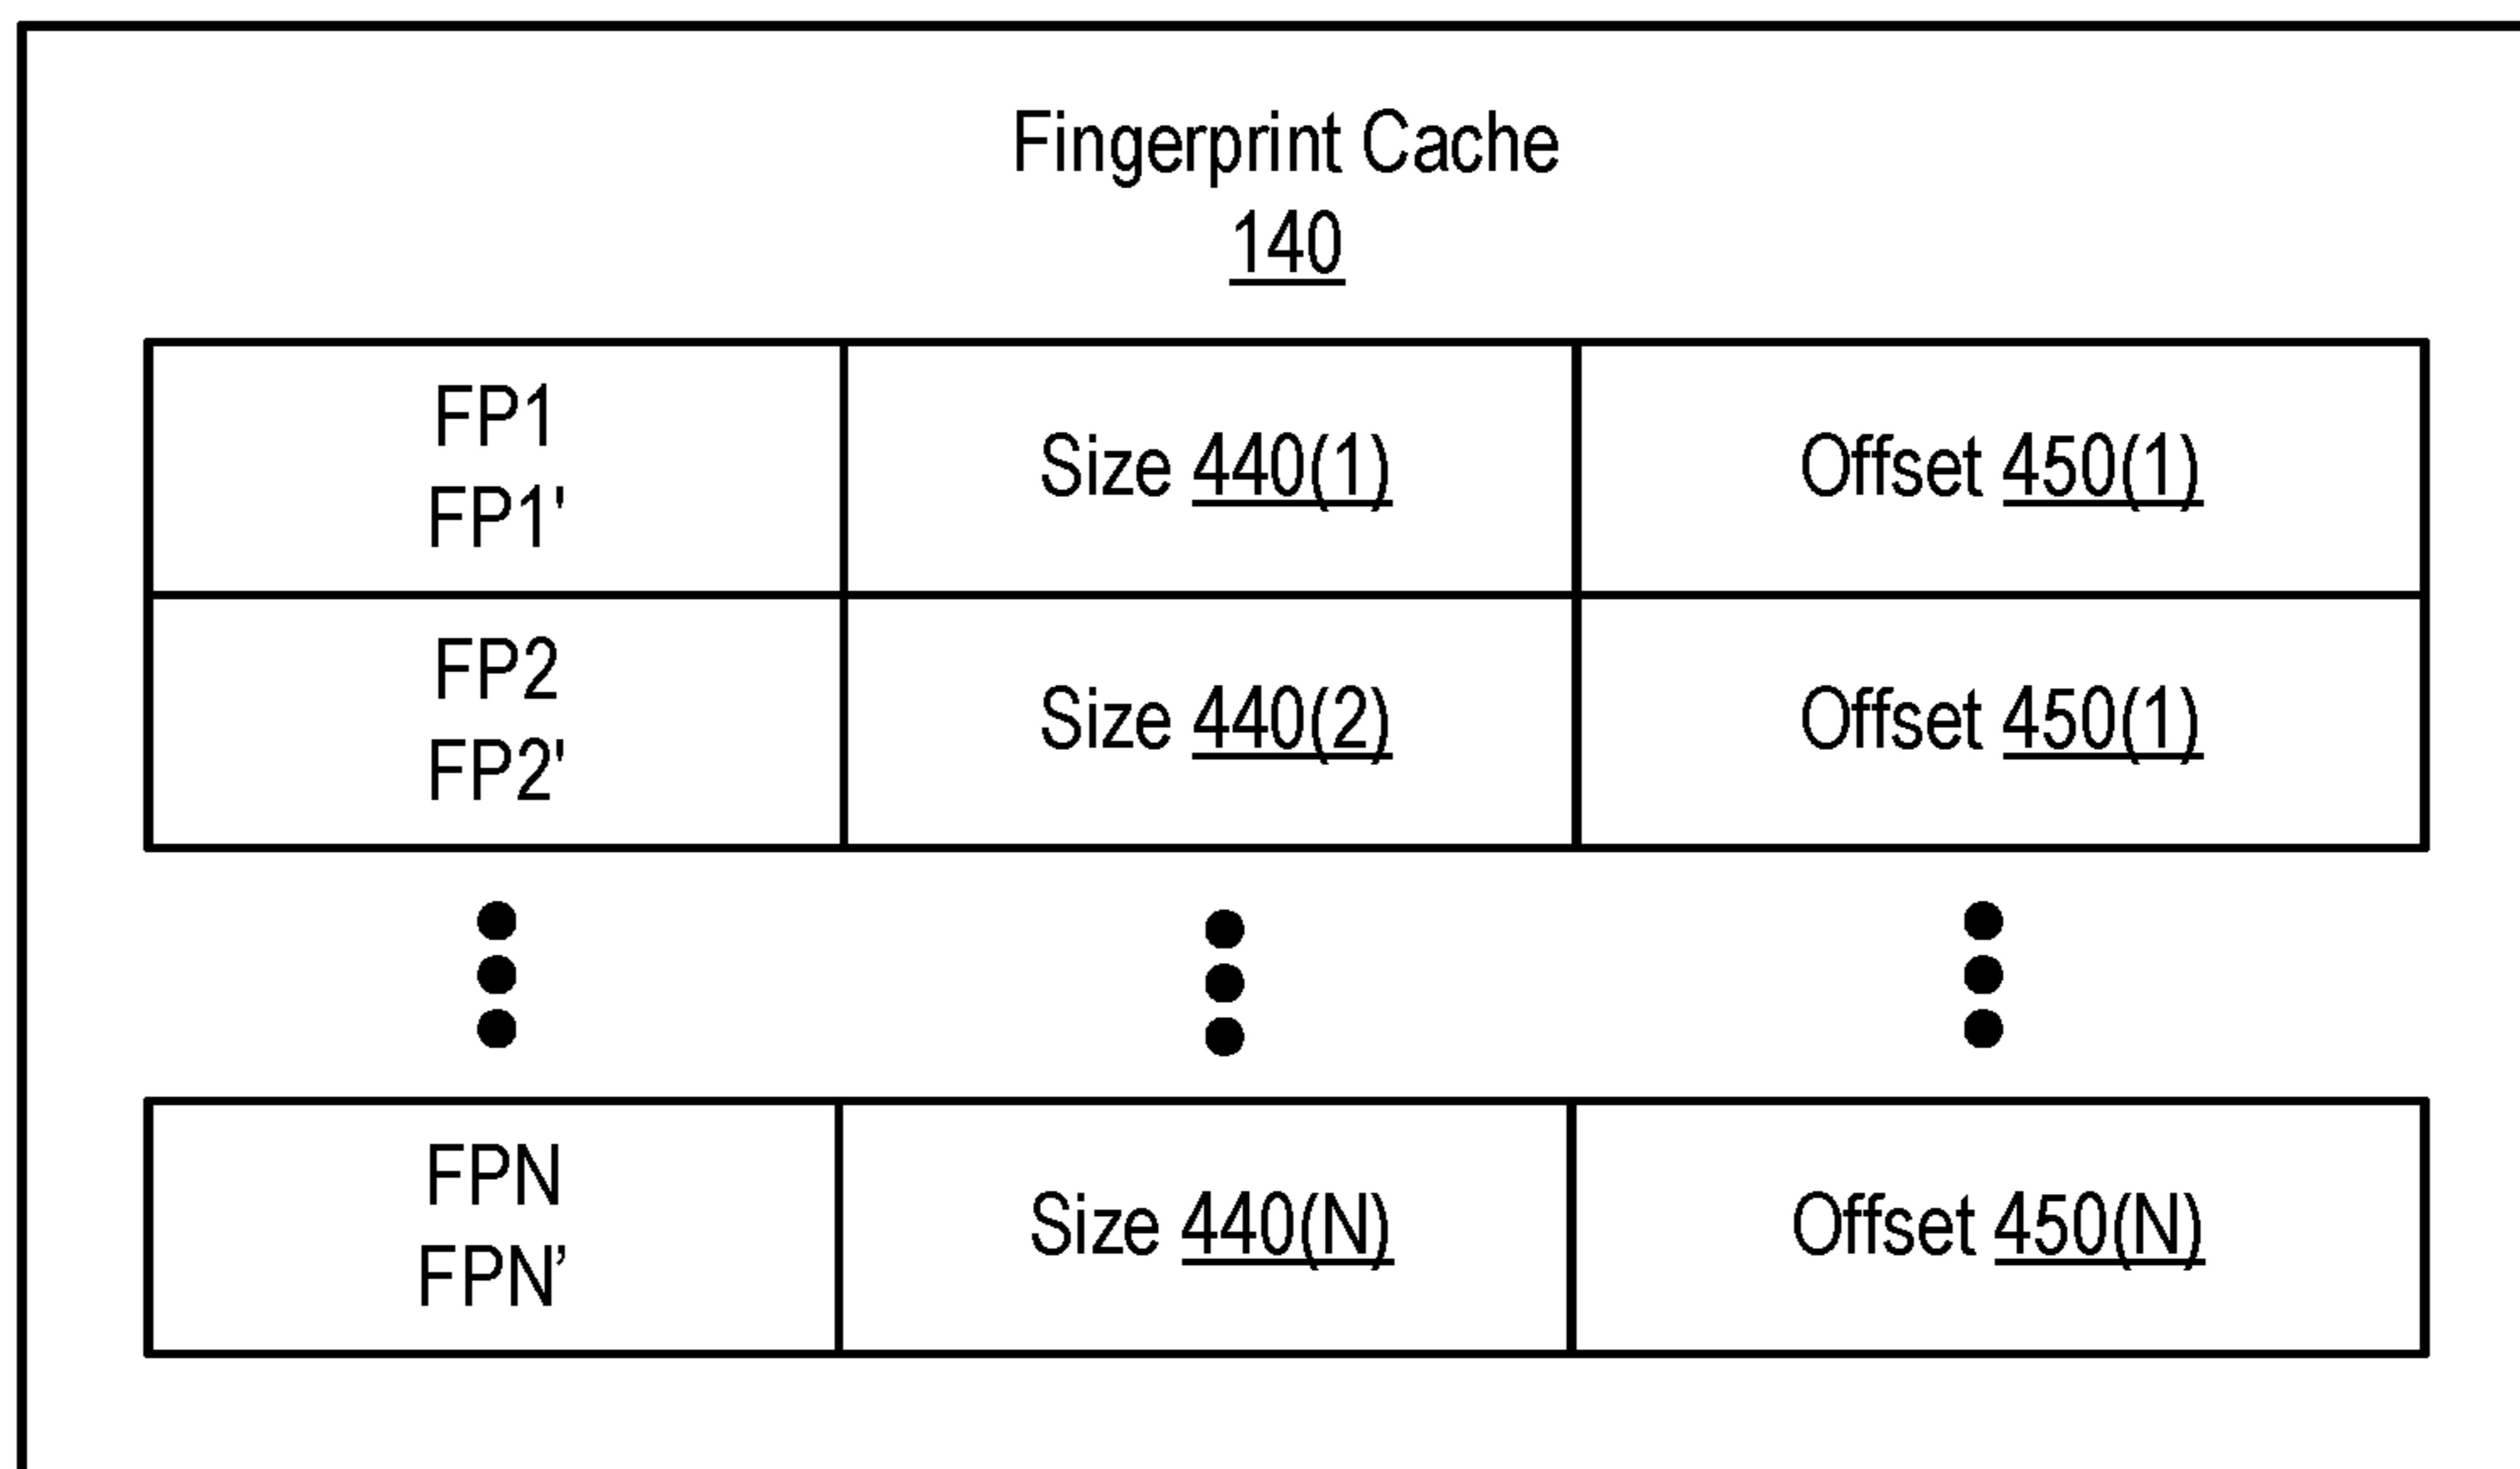 Fingerprint Cache
140
FP1
FP1'
Size 440(1)
Offset 450(1)
FP2
FP2'
Size 440(2)
Offset 450(1)
FPN
FPN’
Size 440(N)
Offset 450(N)